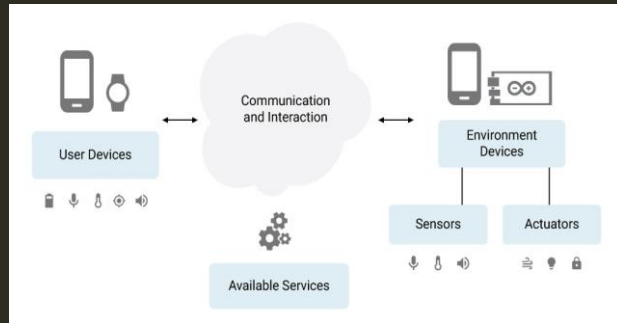 Communication
and Interaction
User Devices
Environment
Devices
Sensors
Actuators
Available Services